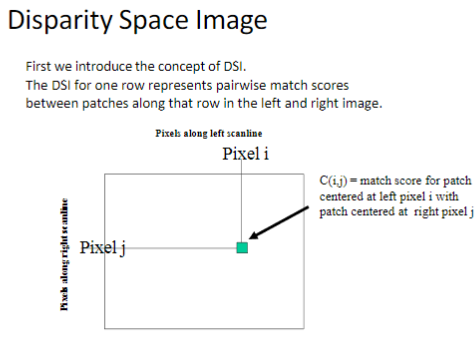 Disparity Space Image
First we introduce the concept of DSI.
The DSI for one row represents pairwise match scores
between patches along that row in the left and right image.
Pixels along left scanline
Pixel i
C(i,j) = match score for patch
centered at left pixel i with
patch centered at right pixel j
Pixel j
Pixels along right scanline